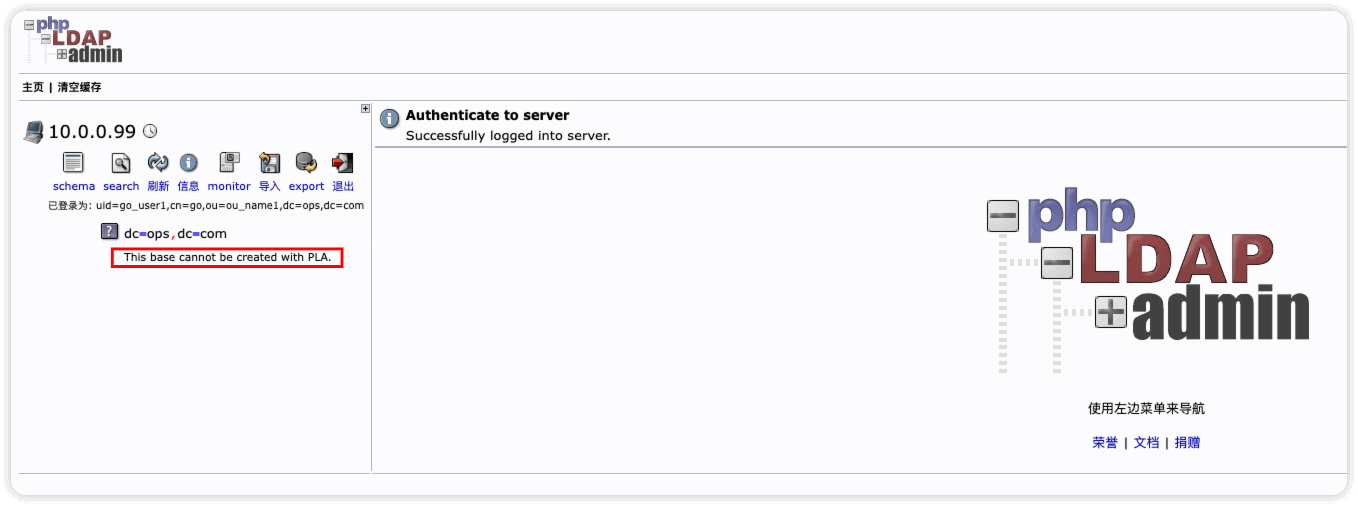 php
LDAP
admin
主页 | 清空缓存
10.0.0.99
schema search 刷新 信息 monitor 导入 export 退出
已登录为: uid=go_user1,cn=go,ou=ou_name1,dc=ops,dc=com
dc=ops,dc=com
This base cannot be created with PLA.
Authenticate to server
Successfully logged into server.
php
LDAP
admin
使用左边菜单来导航
荣誉 | 文档 | 捐赠